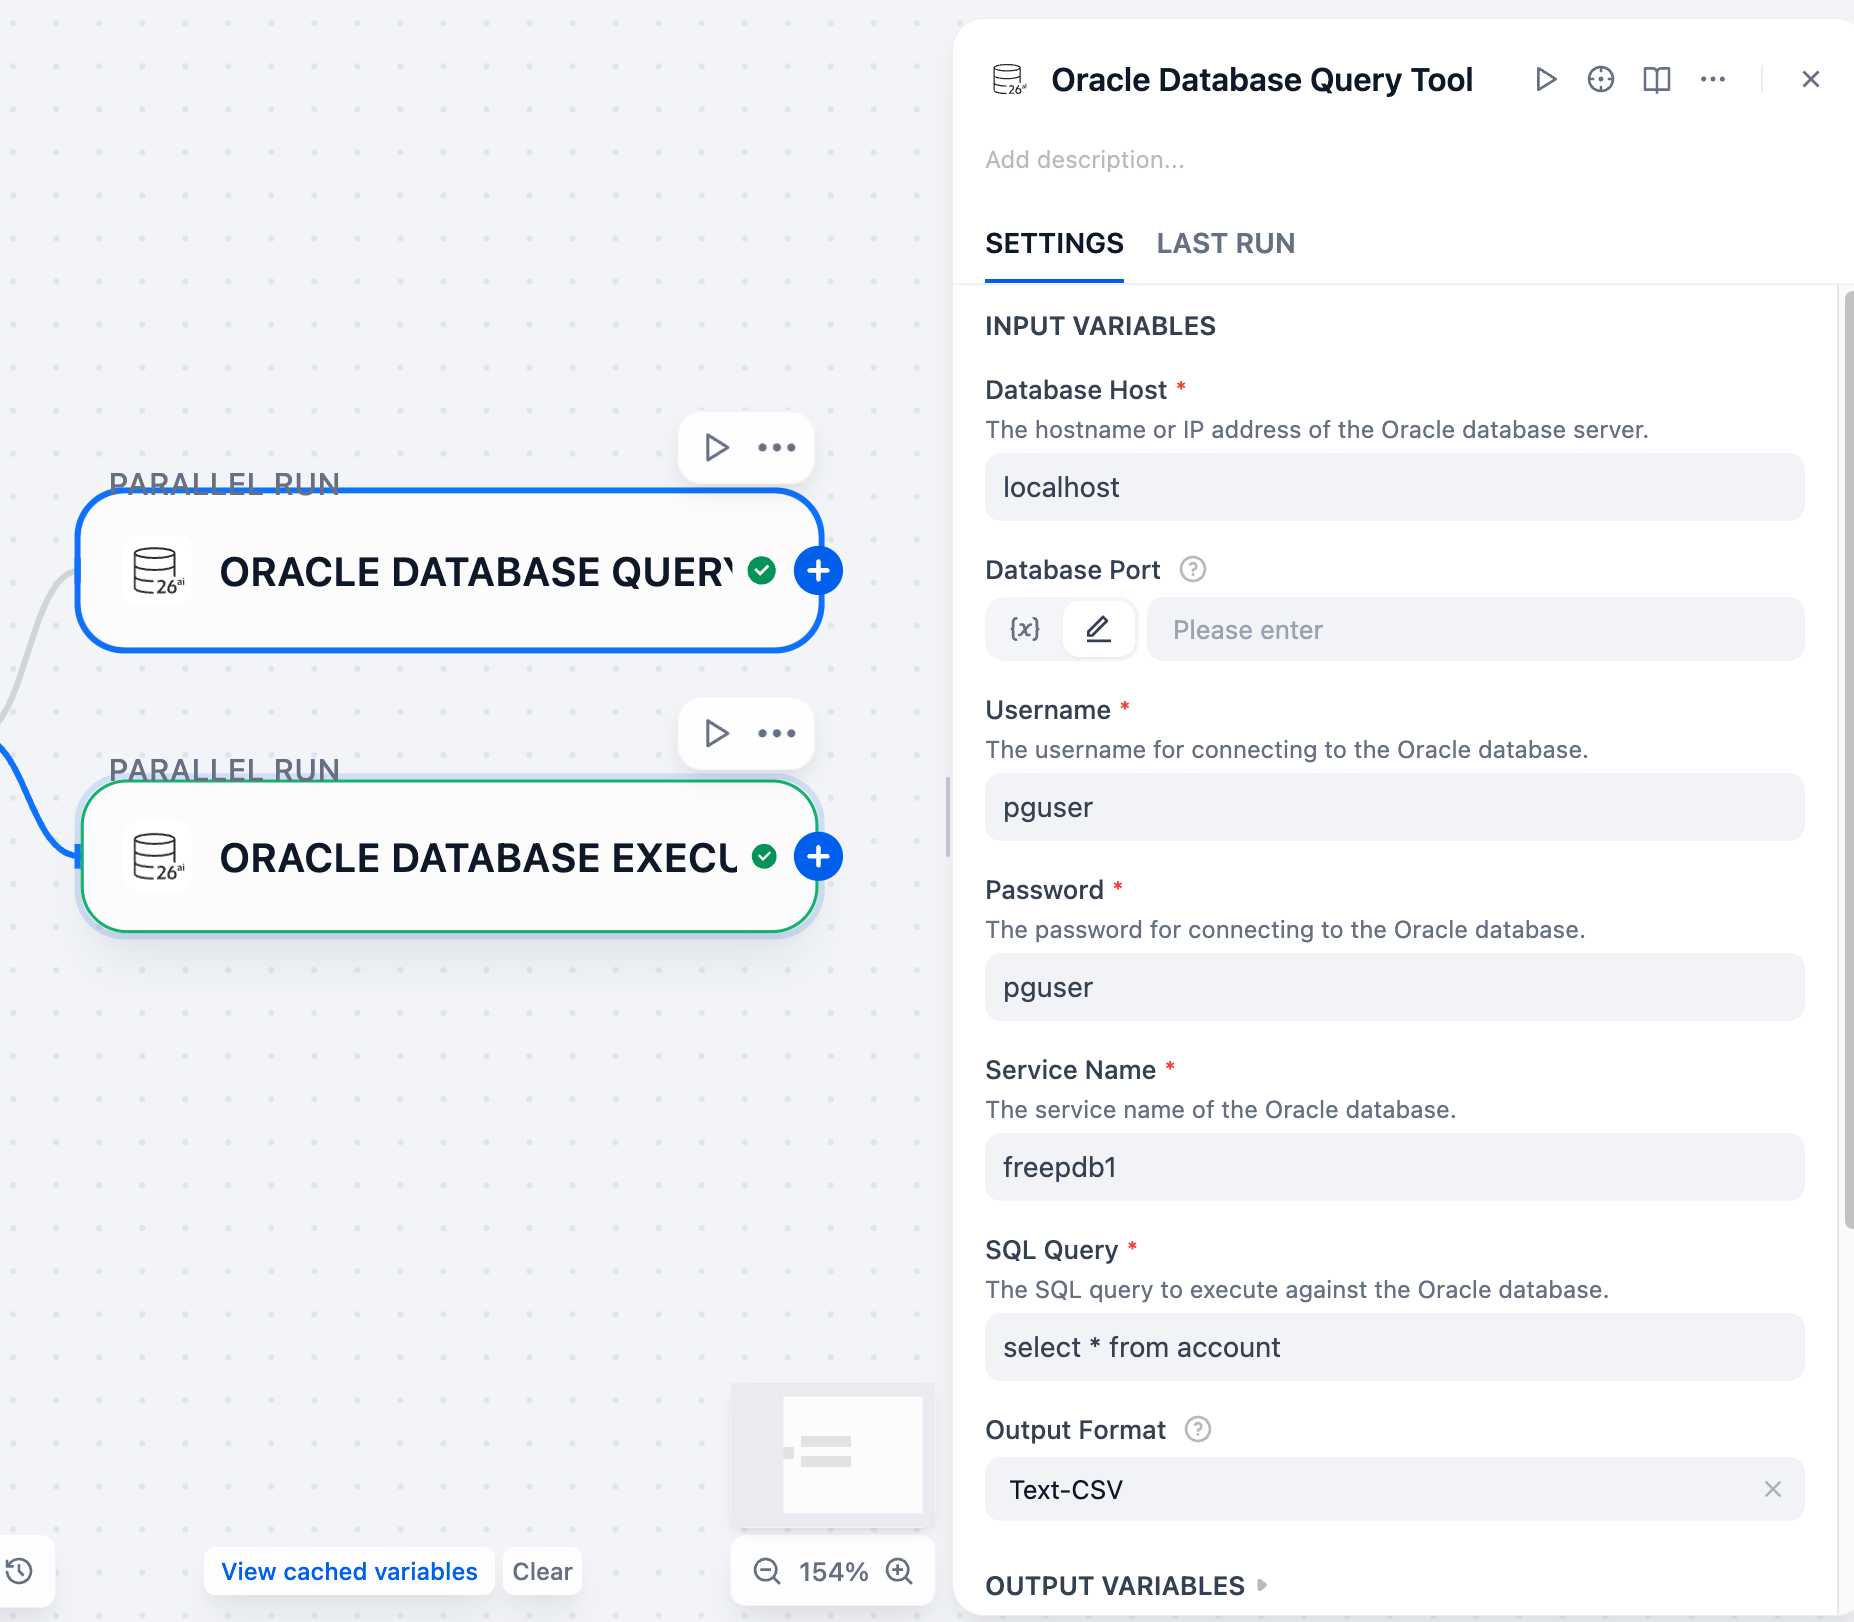 PARALLEL RUN
26ai
ORACLE DATABASE QUERY
PARALLEL RUN
26ai
ORACLE DATABASE EXECU
View cached variables
Clear
154%
26ai
Oracle Database Query Tool
Add description...
SETTINGS
LAST RUN
INPUT VARIABLES
Database Host *
The hostname or IP address of the Oracle database server.
localhost
Database Port ?
{x}
Please enter
Username *
The username for connecting to the Oracle database.
pguser
Password *
The password for connecting to the Oracle database.
pguser
Service Name *
The service name of the Oracle database.
freepdb1
SQL Query *
The SQL query to execute against the Oracle database.
select * from account
Output Format ?
Text-CSV
OUTPUT VARIABLES